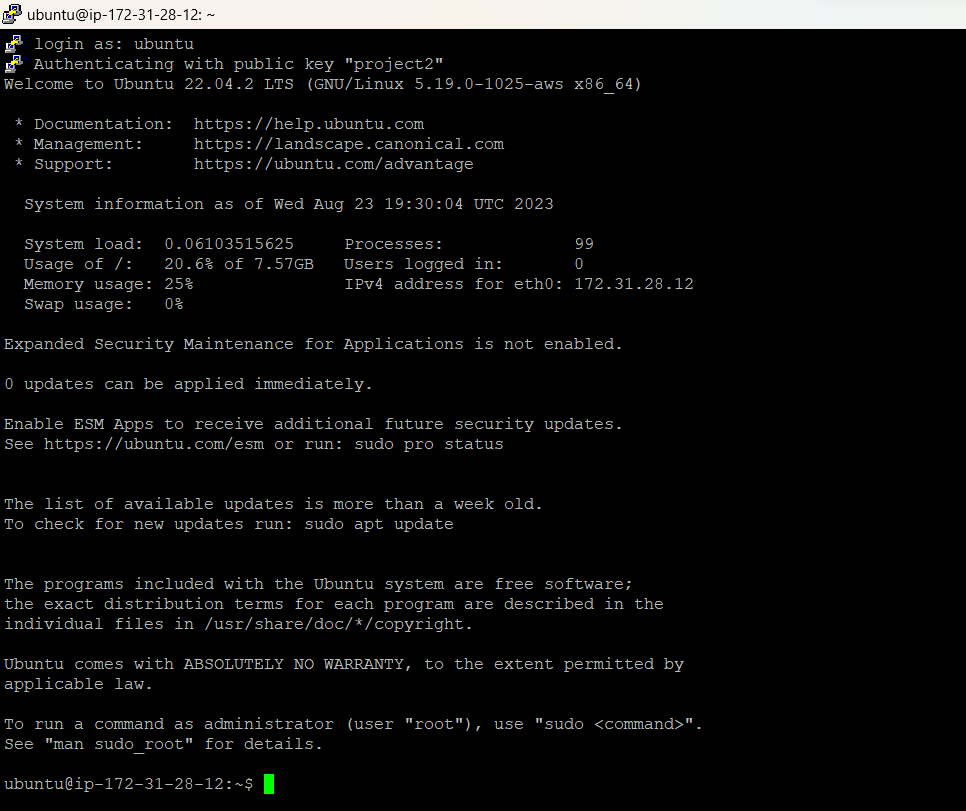 ubuntu@ip-172-31-28-12: ~
login as: ubuntu
Authenticating with public key "project2"
Welcome to Ubuntu 22.04.2 LTS (GNU/Linux 5.19.0-1025-aws x86_64)
* Documentation:  https://help.ubuntu.com
* Management:     https://landscape.canonical.com
* Support:        https://ubuntu.com/advantage
System information as of Wed Aug 23 19:30:04 UTC 2023
System load:  0.06103515625     Processes:             99
Usage of /:   20.6% of 7.57GB   Users logged in:       0
Memory usage: 25%               IPv4 address for eth0: 172.31.28.12
Swap usage:   0%
Expanded Security Maintenance for Applications is not enabled.
0 updates can be applied immediately.
Enable ESM Apps to receive additional future security updates.
See https://ubuntu.com/esm or run: sudo pro status
The list of available updates is more than a week old.
To check for new updates run: sudo apt update
The programs included with the Ubuntu system are free software;
the exact distribution terms for each program are described in the
individual files in /usr/share/doc/*/copyright.
Ubuntu comes with ABSOLUTELY NO WARRANTY, to the extent permitted by
applicable law.
To run a command as administrator (user "root"), use "sudo <command>".
See "man sudo_root" for details.
ubuntu@ip-172-31-28-12:~$